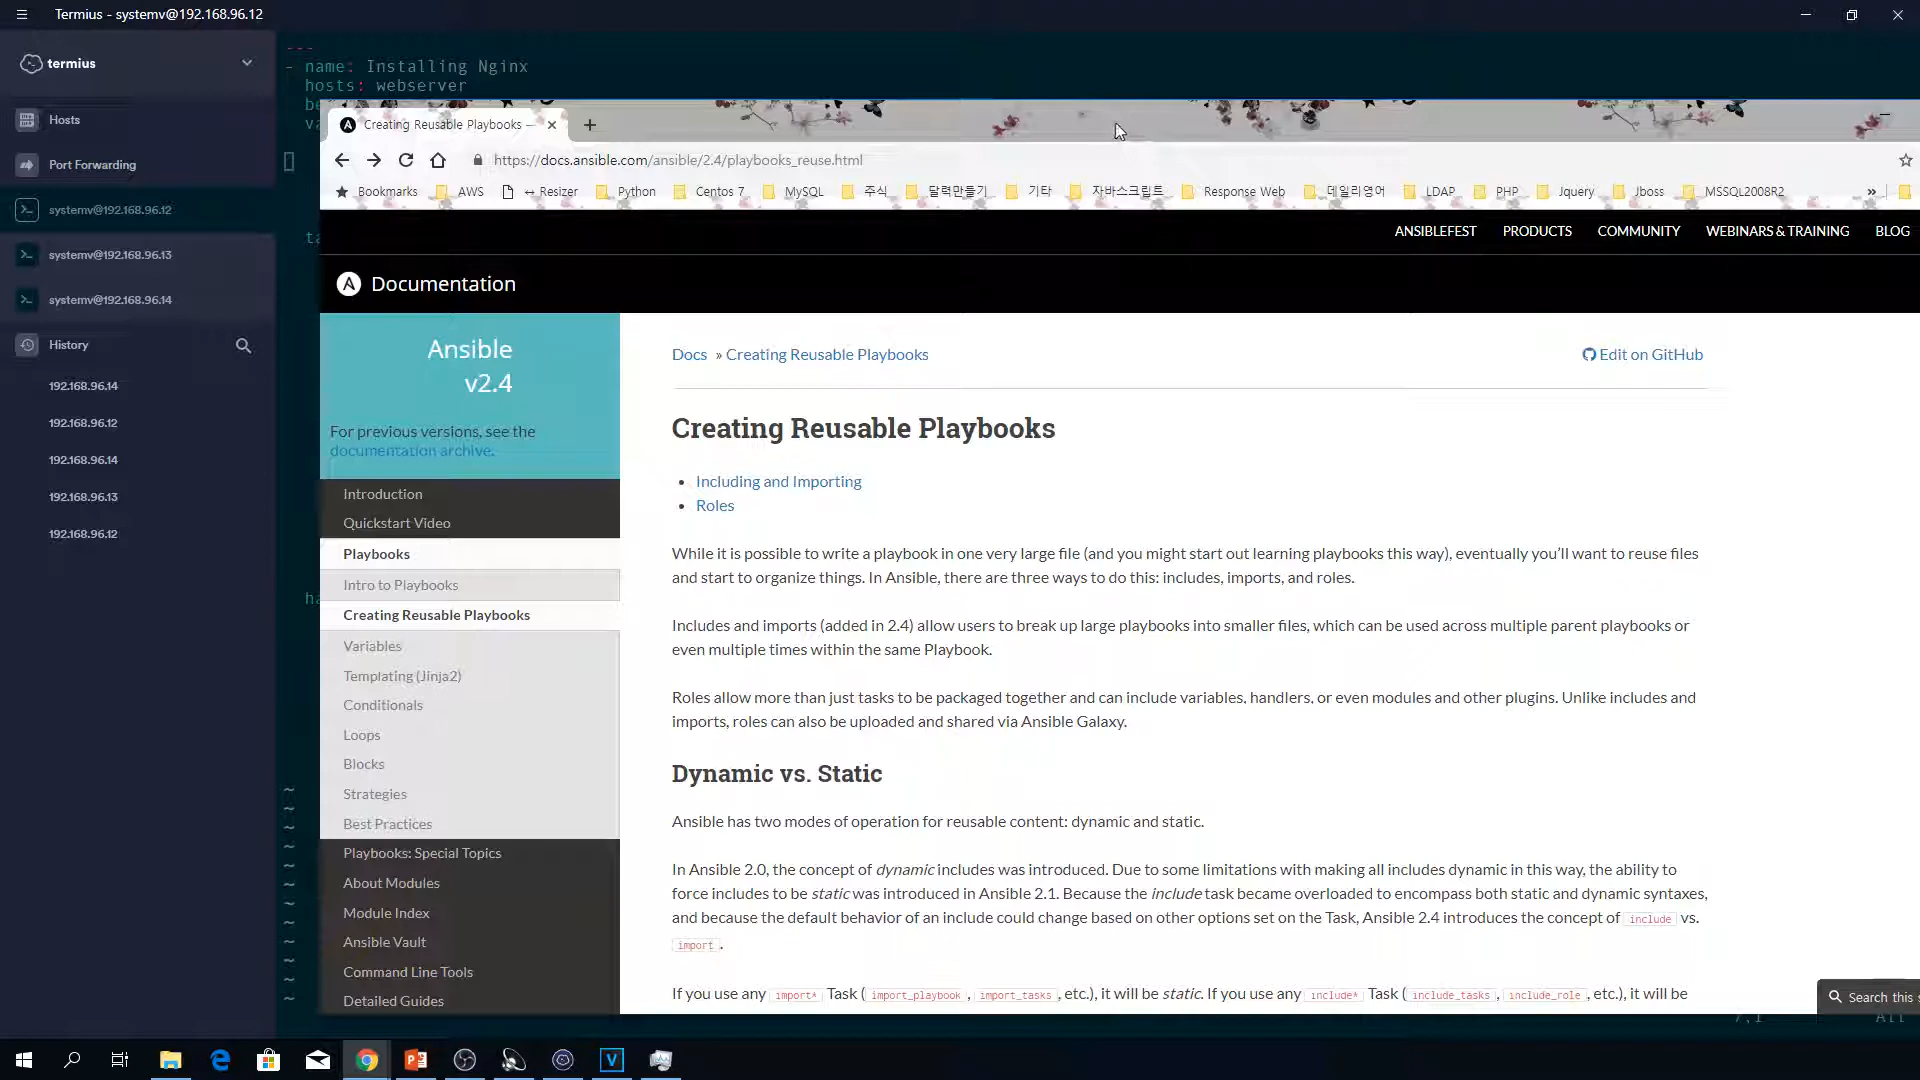 Termius - systemv@192.168.96.12
termius
Hosts
Port Forwarding
systemv@192.168.96.12
systemv@192.168.96.13
systemv@192.168.96.14
History
192.168.96.14
192.168.96.12
192.168.96.14
192.168.96.13
192.168.96.12
---
- name: Installing Nginx
hosts: webserver
be
va
ta
ha
Creating Reusable Playbooks —
https://docs.ansible.com/ansible/2.4/playbooks_reuse.html
Bookmarks AWS ↔ Resizer Python Centos 7 MySQL 주식 달력만들기 기타 자바스크립트 Response Web 데일리영어 LDAP PHP Jquery Jboss MSSQL2008R2 »
ANSIBLEFEST PRODUCTS COMMUNITY WEBINARS & TRAINING BLOG
Documentation
Ansible
v2.4
For previous versions, see the
documentation archive.
Introduction
Quickstart Video
Playbooks
Intro to Playbooks
Creating Reusable Playbooks
Variables
Templating (Jinja2)
Conditionals
Loops
Blocks
Strategies
Best Practices
Playbooks: Special Topics
About Modules
Module Index
Ansible Vault
Command Line Tools
Detailed Guides
Docs » Creating Reusable Playbooks
Edit on GitHub
Creating Reusable Playbooks
• Including and Importing
• Roles
While it is possible to write a playbook in one very large file (and you might start out learning playbooks this way), eventually you’ll want to reuse files
and start to organize things. In Ansible, there are three ways to do this: includes, imports, and roles.
Includes and imports (added in 2.4) allow users to break up large playbooks into smaller files, which can be used across multiple parent playbooks or
even multiple times within the same Playbook.
Roles allow more than just tasks to be packaged together and can include variables, handlers, or even modules and other plugins. Unlike includes and
imports, roles can also be uploaded and shared via Ansible Galaxy.
Dynamic vs. Static
Ansible has two modes of operation for reusable content: dynamic and static.
In Ansible 2.0, the concept of dynamic includes was introduced. Due to some limitations with making all includes dynamic in this way, the ability to
force includes to be static was introduced in Ansible 2.1. Because the include task became overloaded to encompass both static and dynamic syntaxes,
and because the default behavior of an include could change based on other options set on the Task, Ansible 2.4 introduces the concept of include vs.
import.
If you use any import* Task (import_playbook, import_tasks, etc.), it will be static. If you use any include* Task (include_tasks, include_role, etc.), it will be
Search this s
7,1 All